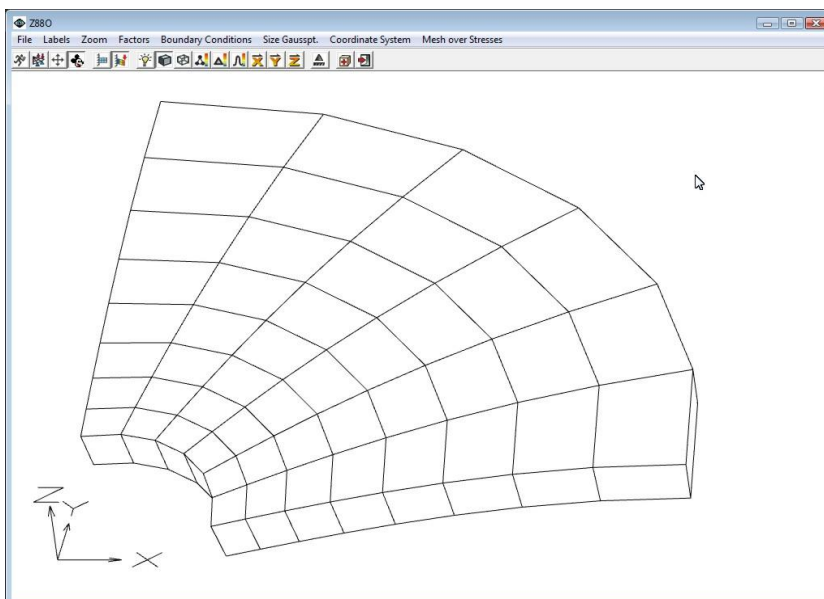 Z88O
File Labels Zoom Factors Boundary Conditions Size Gausspt. Coordinate System Mesh over Stresses
Z
Y
X